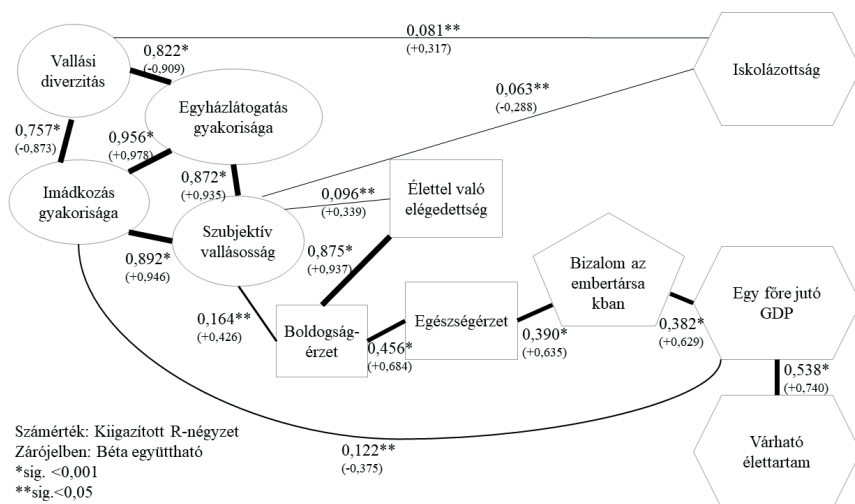 0,081**
(+0,317)
Vallási
diverzitás
0,822*
(-0,909)
Iskolázottság
Egyházlátogatás
gyakorisága
0,063**
(-0,288)
0,757*
(-0,873)
0,956*
(+0,978)
Imádkozás
gyakorisága
0,872*
(+0,935)
0,096**
(+0,339)
Élettel való
elégedettség
Szubjektív
vallásosság
0,892*
(+0,946)
0,875*
(+0,937)
Bizalom az
embertársa
kban
Egy főre jutó
GDP
0,164**
(+0,426)
Boldogság-
érzet
Egészségérzet
0,456*
(+0,684)
0,390*
(+0,635)
0,382*
(+0,629)
0,538*
(+0,740)
Számérték: Kiigazított R-négyzet
Zárójelben: Béta együttható
*sig. <0,001
**sig.<0,05
0,122**
(-0,375)
Várható
élettartam